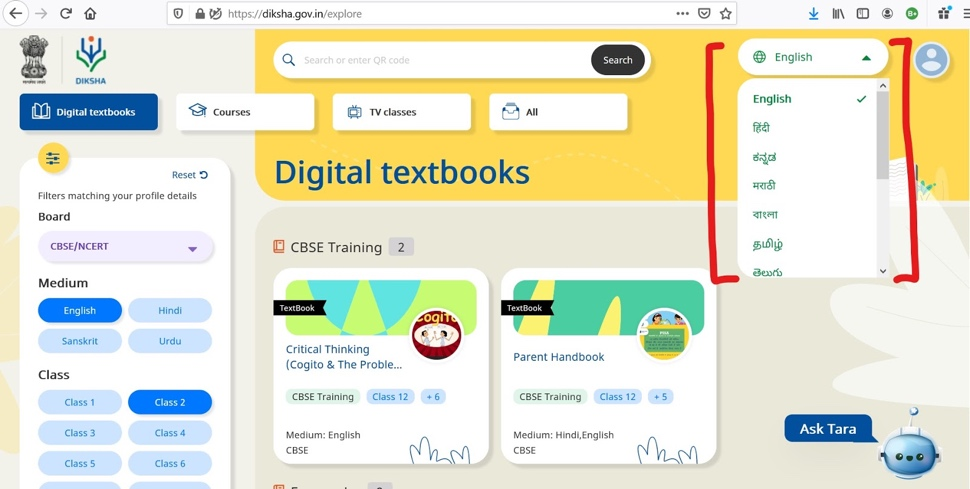 https://diksha.gov.in/explore
DIKSHA
Search or enter QR code
Search
English
English
हिंदी
ಕನ್ನಡ
मराठी
বাংলা
தமிழ்
తెలుగు
Digital textbooks
Courses
TV classes
All
Digital textbooks
Reset
Filters matching your profile details
Board
CBSE/NCERT
Medium
English
Hindi
Sanskrit
Urdu
Class
Class 1
Class 2
Class 3
Class 4
Class 5
Class 6
CBSE Training 2
TextBook
Cogito
Critical Thinking
(Cogito & The Proble...
CBSE Training
Class 12
+ 6
Medium: English
CBSE
TextBook
Parent Handbook
CBSE Training
Class 12
+ 5
Medium: Hindi,English
CBSE
Ask Tara